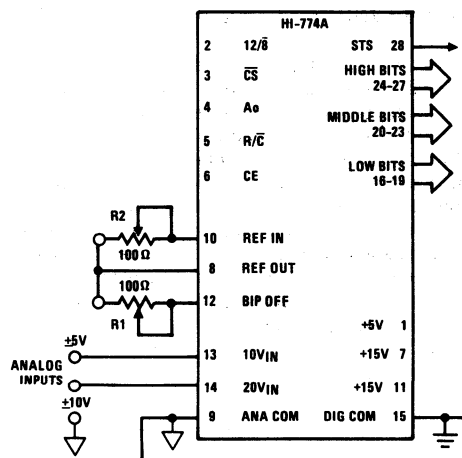 HI-774A
2 12/8̅ STS 28
3 C̅S̅ HIGH BITS
24-27
4 Ao MIDDLE BITS
20-23
5 R/C̅ LOW BITS
16-19
6 CE
R2
100Ω
10 REF IN
8 REF OUT
100Ω
12 BIP OFF
R1
+5V 1
±5V
13 10VIN +15V 7
ANALOG
INPUTS
14 20VIN +15V 11
±10V
9 ANA COM DIG COM 15